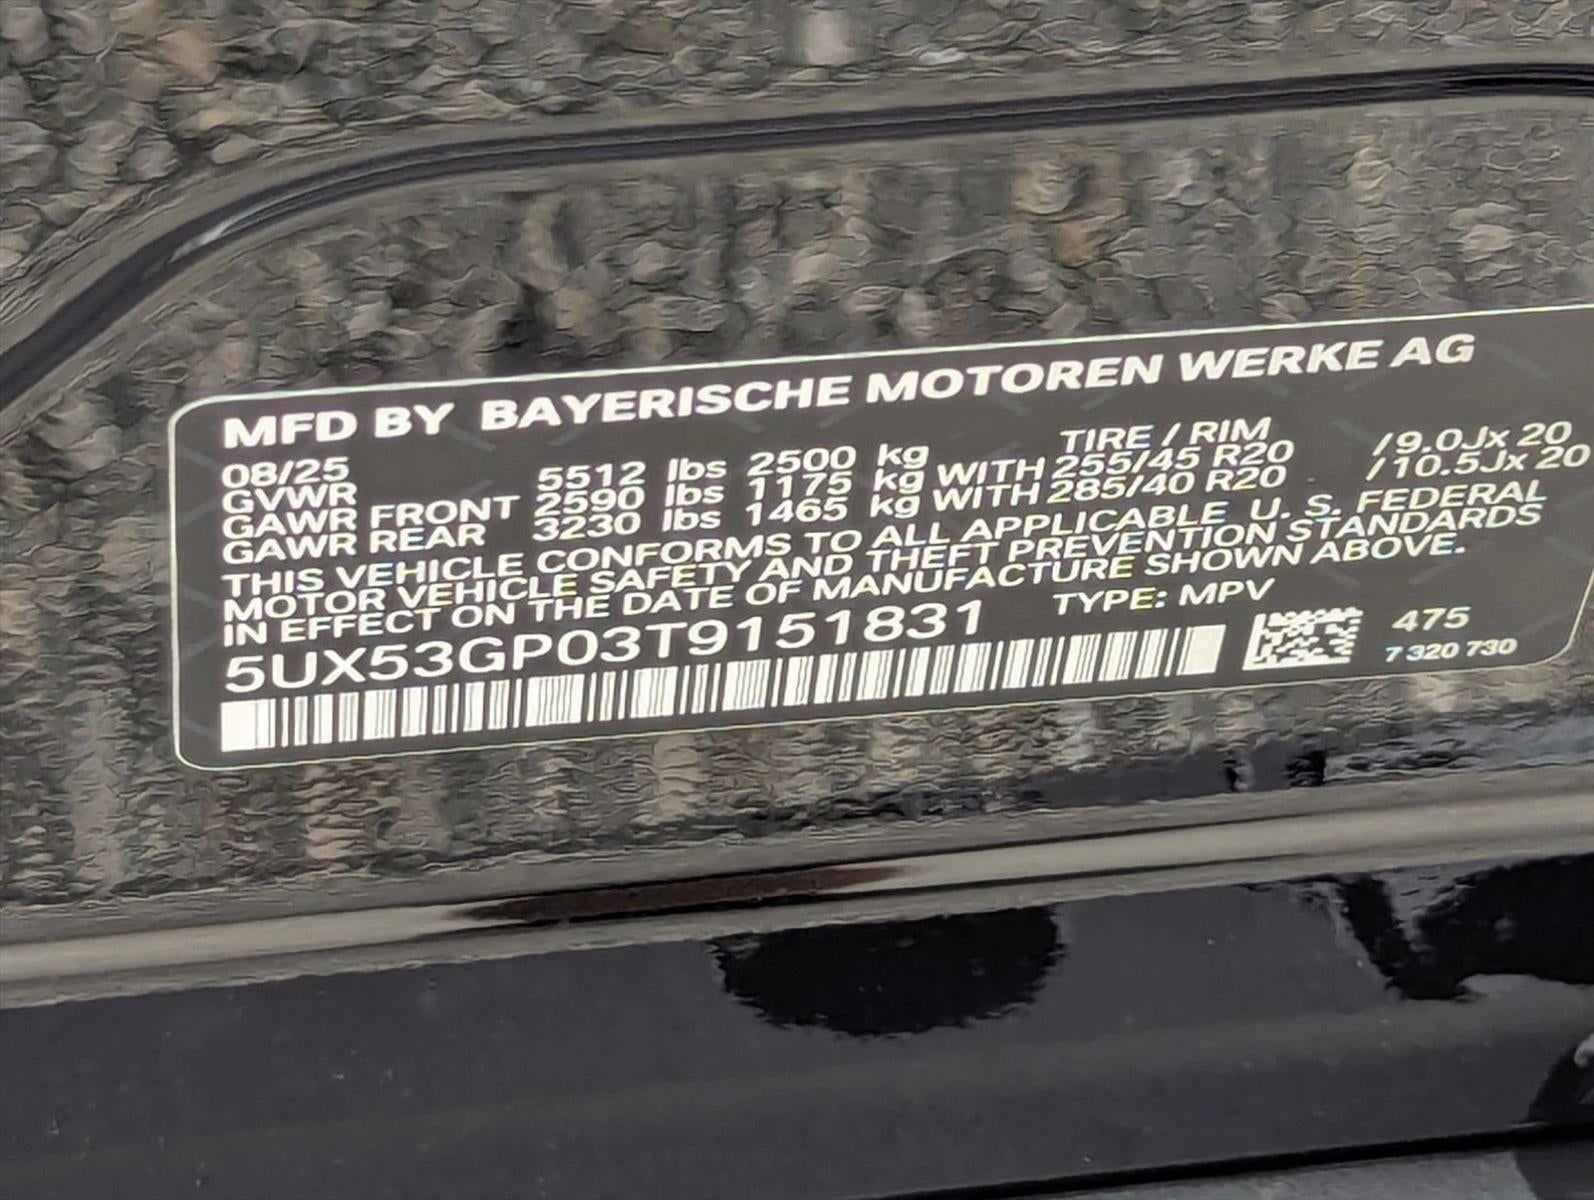 MFD BY BAYERISCHE MOTOREN WERKE AG
08/25 TIRE / RIM
GVWR 5512 lbs 2500 kg
GAWR FRONT 2590 lbs 1175 kg WITH 255/45 R20 /9.0Jx 20
GAWR REAR 3230 lbs 1465 kg WITH 285/40 R20 /10.5Jx 20
THIS VEHICLE CONFORMS TO ALL APPLICABLE U. S. FEDERAL
MOTOR VEHICLE SAFETY AND THEFT PREVENTION STANDARDS
IN EFFECT ON THE DATE OF MANUFACTURE SHOWN ABOVE.
5UX53GP03T9151831 TYPE: MPV
475
7 320 730